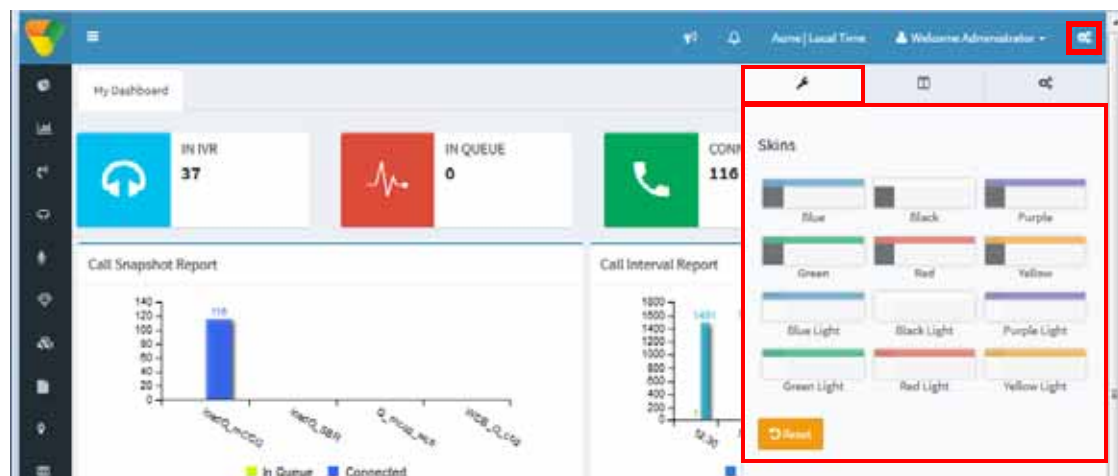 Acme | Local Time Welcome Administrator
My Dashboard
IN IVR
37
IN QUEUE
0
CONN
116
Skins
Blue Black Purple
Green Red Yellow
Blue Light Black Light Purple Light
Green Light Red Light Yellow Light
Reset
Call Snapshot Report
140
120
100
80
60
40
20
0
116
In Queue Connected
Call Interval Report
1800
1600
1400
1200
1000
800
600
400
200
0
12:30